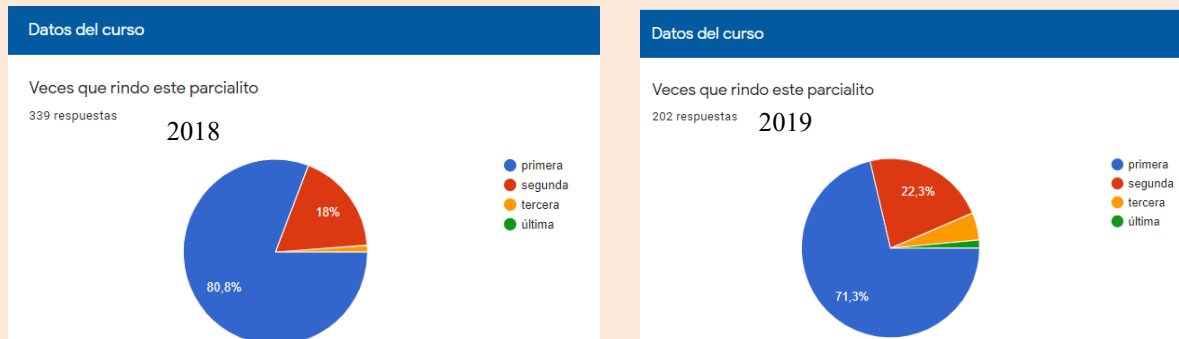 Datos del curso
Veces que rindo este parcialito
339 respuestas
2018
primera
segunda
tercera
última
18%
80,8%
Datos del curso
Veces que rindo este parcialito
202 respuestas
2019
primera
segunda
tercera
última
22,3%
71,3%